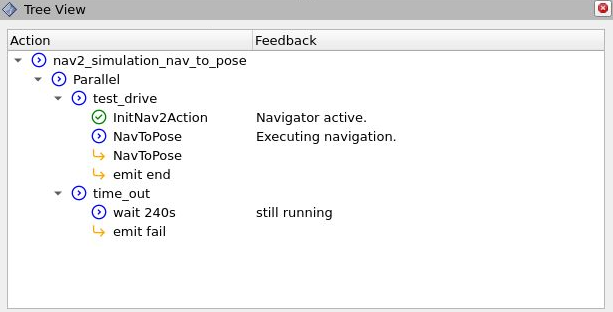 Tree View
Action Feedback
nav2_simulation_nav_to_pose
Parallel
test_drive
InitNav2Action Navigator active.
NavToPose Executing navigation.
NavToPose
emit end
time_out
wait 240s still running
emit fail